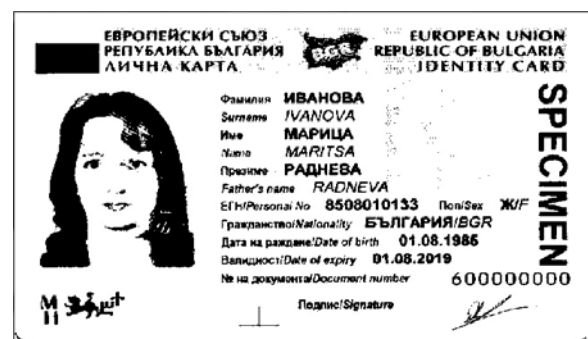 ЕВРОПЕЙСКИ СЪЮЗ
РЕПУБЛИКА БЪЛГАРИЯ
ЛИЧНА КАРТА
BGR
EUROPEAN UNION
REPUBLIC OF BULGARIA
IDENTITY CARD
Фамилия ИВАНОВА
Surname IVANOVA
Име МАРИЦА
Name MARITSA
Презиме РАДНЕВА
Father's name RADNEVA
ЕГН/Personal No 8508010133 Пол/Sex Ж/F
Гражданство/Nationality БЪЛГАРИЯ/BGR
Дата на раждане/Date of birth 01.08.1985
Валидност/Date of expiry 01.08.2019
№ на документа/Document number 600000000
Подпис/Signature
SPECIMEN